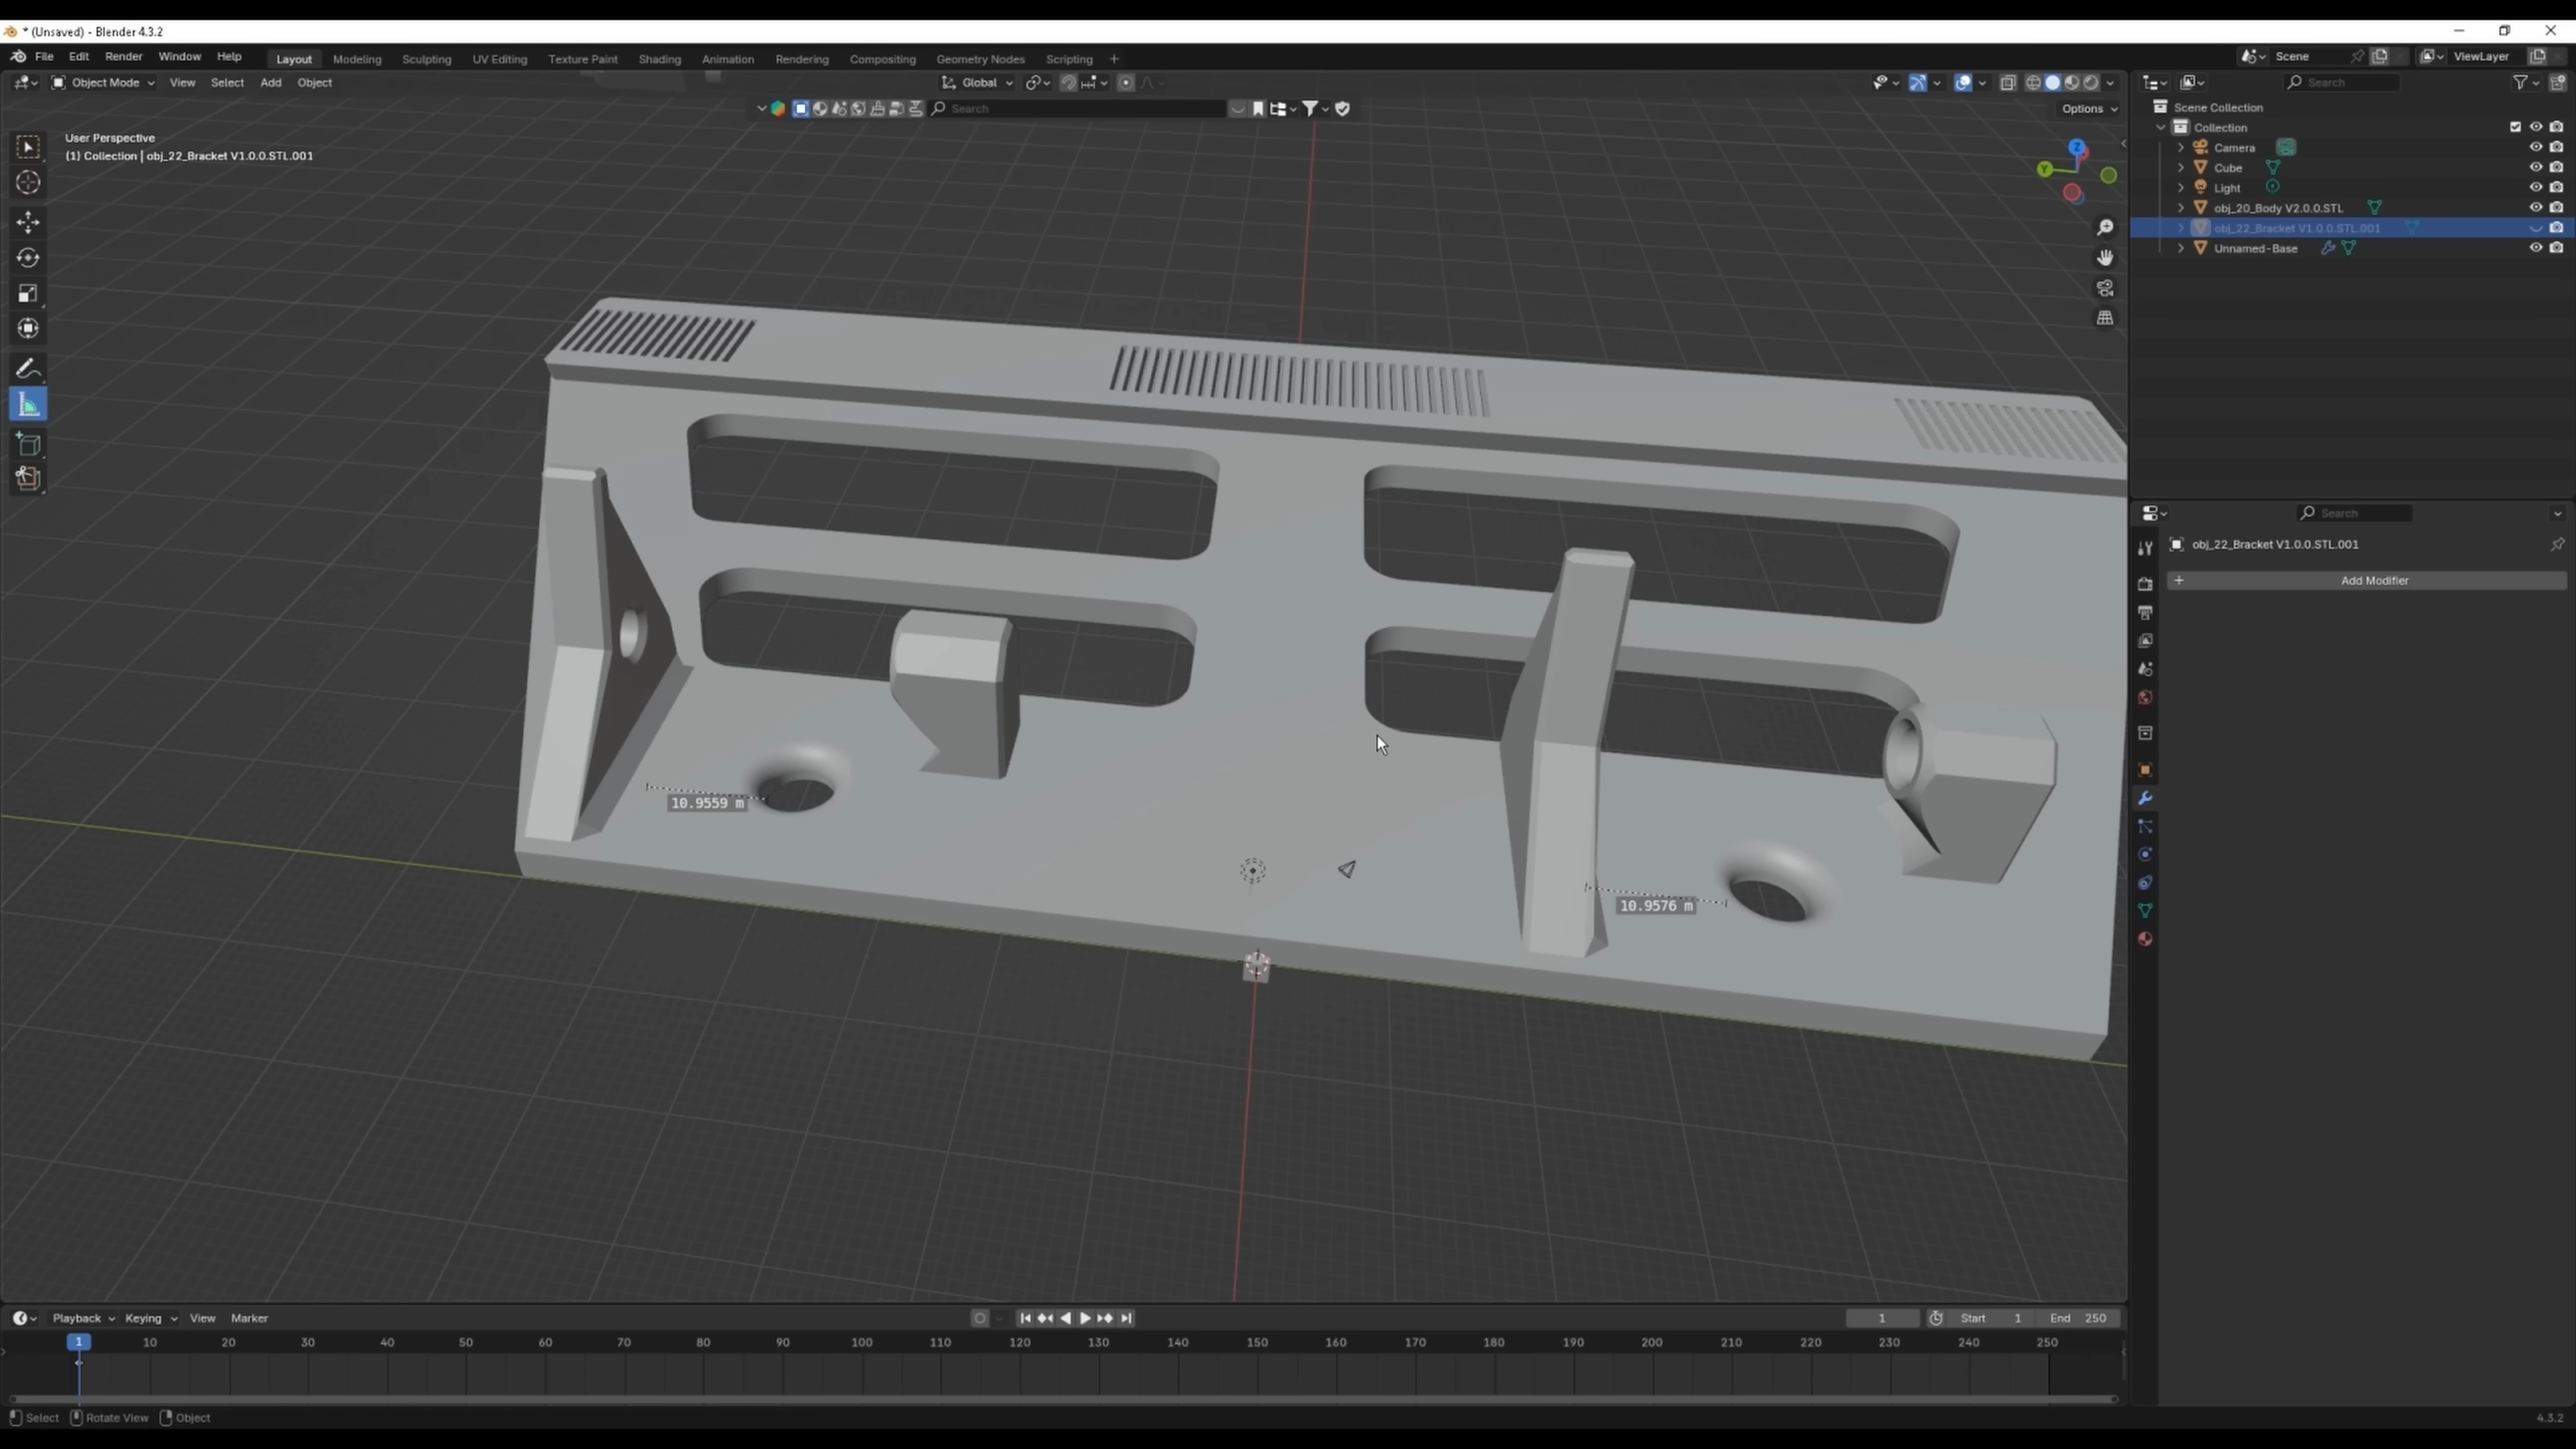 * (Unsaved) - Blender 4.3.2
File Edit Render Window Help Layout Modeling Sculpting UV Editing Texture Paint Shading Animation Rendering Compositing Geometry Nodes Scripting + Scene ViewLayer
Object Mode View Select Add Object Global Search
Search Options
User Perspective
(1) Collection | obj_22_Bracket V1.0.0.STL.001
Z
Y
Scene Collection
Collection
Camera
Cube
Light
obj_20_Body V2.0.0.STL
obj_22_Bracket V1.0.0.STL.001
Unnamed-Base
Search
obj_22_Bracket V1.0.0.STL.001
+ Add Modifier
10.9559 m
10.9576 m
Playback Keying View Marker 1 Start 1 End 250
1 10 20 30 40 50 60 70 80 90 100 110 120 130 140 150 160 170 180 190 200 210 220 230 240 250
Select Rotate View Object 4.3.2